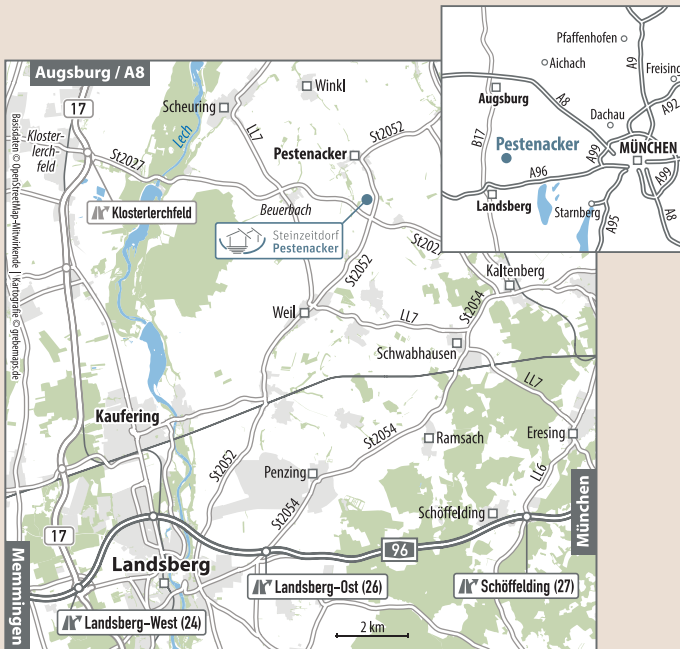 Augsburg / A8
17
Scheuring
Winkl
Kloster-
lerch-
feld
Lech
LL7
St2052
St2027
Pestenacker
Klosterlerchfeld
Beuerbach
Steinzeitdorf
Pestenacker
St2027
St2052
Kaltenberg
Weil
LL7
St2054
Schwabhausen
LL7
Kaufering
St2054
Ramsach
Eresing
St2052
Penzing
LL6
St2054
Schöffelding
17
96
München
Memmingen
Landsberg
Landsberg–Ost (26)
Schöffelding (27)
Landsberg–West (24)
2 km
Basisdaten © OpenStreetMap-Mitwirkende | Kartografie © grebemaps.de
Pfaffenhofen
Aichach
A9
Freising
Augsburg
A8
A92
Dachau
B17
Pestenacker
A99
MÜNCHEN
A96
A99
Landsberg
Starnberg
A95
A8